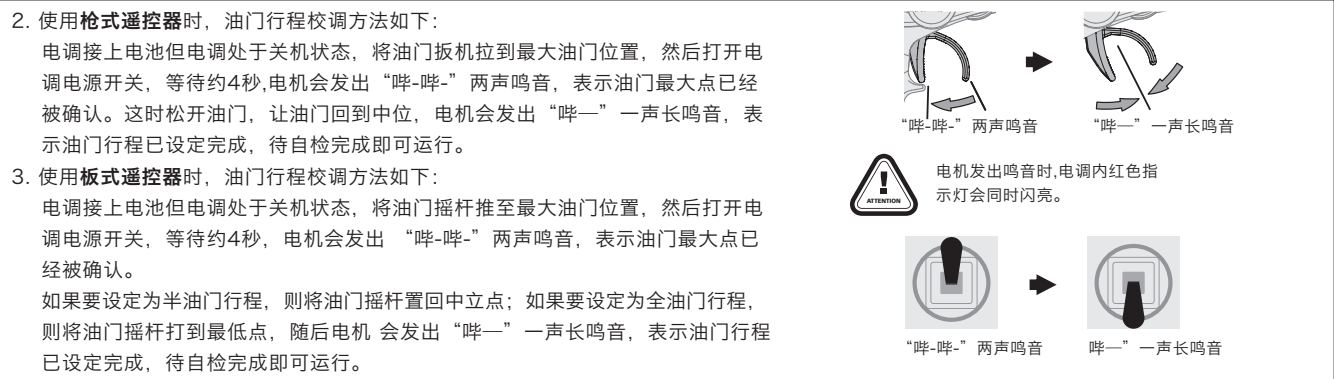 2. 使用枪式遥控器时，油门行程校调方法如下：
电调接上电池但电调处于关机状态，将油门扳机拉到最大油门位置，然后打开电
调电源开关，等待约4秒,电机会发出“哔-哔-”两声鸣音，表示油门最大点已经
被确认。这时松开油门，让油门回到中位，电机会发出“哔—”一声长鸣音，表
示油门行程已设定完成，待自检完成即可运行。
3. 使用板式遥控器时，油门行程校调方法如下：
电调接上电池但电调处于关机状态，将油门摇杆推至最大油门位置，然后打开电
调电源开关，等待约4秒，电机会发出 “哔-哔-”两声鸣音，表示油门最大点已
经被确认。
如果要设定为半油门行程，则将油门摇杆置回中立点；如果要设定为全油门行程，
则将油门摇杆打到最低点，随后电机 会发出“哔—”一声长鸣音，表示油门行程
已设定完成，待自检完成即可运行。
“哔-哔-”两声鸣音
“哔—”一声长鸣音
!
ATTENTION
电机发出鸣音时,电调内红色指
示灯会同时闪亮。
“哔-哔-”两声鸣音
哔—”一声长鸣音